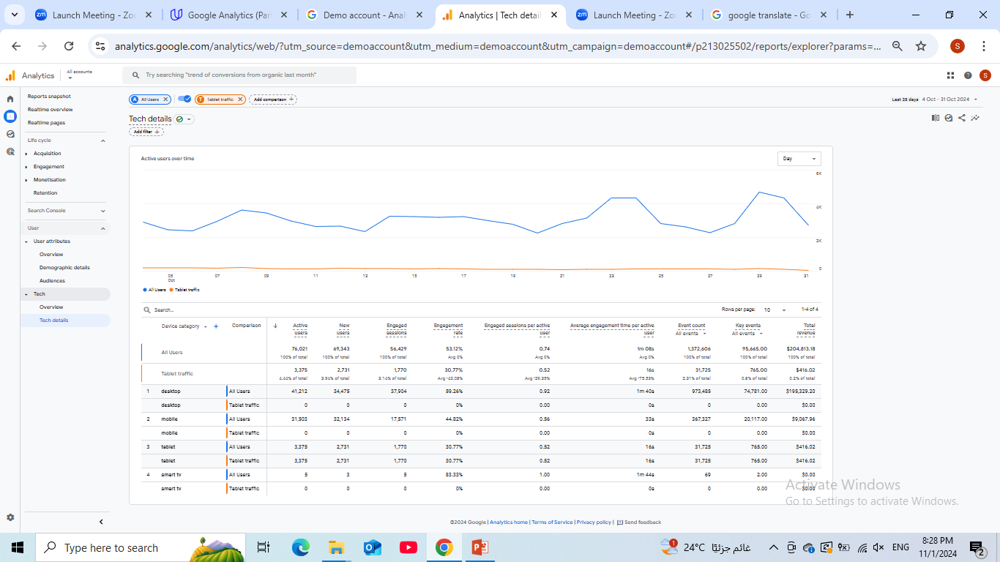 Launch Meeting - Zoo
Google Analytics (Par
Demo account - Anal
Analytics | Tech detail
Launch Meeting - Zoo
google translate - Go
analytics.google.com/analytics/web/?utm_source=demoaccount&utm_medium=demoaccount&utm_campaign=demoaccount#/p213025502/reports/explorer?params=...
S
Analytics
All accounts
Try searching "trend of conversions from organic last month"
S
Reports snapshot
Realtime overview
Realtime pages
Life cycle
Acquisition
Engagement
Monetisation
Retention
Search Console
User
User attributes
Overview
Demographic details
Audiences
Tech
Overview
Tech details
A All Users
T Tablet traffic
Add comparison +
Last 28 days 4 Oct - 31 Oct 2024
Tech details
Add filter +
Active users over time
Day
6K
4K
2K
0
05 07 09 11 13 15 17 19 21 23 25 27 29 31
Oct
All Users Tablet traffic
Search...
Rows per page: 10 1-4 of 4
Device category + Comparison Active users New users Engaged sessions Engagement rate Engaged sessions per active user Average engagement time per active user Event count All events Key events All events Total revenue
All Users 76,021 69,343 56,429 53.12% 0.74 1m 08s 1,372,606 95,665.00 $204,813.18
100% of total 100% of total 100% of total Avg 0% Avg 0% Avg 0% 100% of total 100% of total 100% of total
Tablet traffic 3,375 2,731 1,770 30.77% 0.52 16s 31,725 765.00 $416.02
4.44% of total 3.94% of total 3.14% of total Avg -42.08% Avg -29.35% Avg -75.53% 2.31% of total 0.8% of total 0.2% of total
1 desktop All Users 41,212 34,475 37,904 59.26% 0.92 1m 40s 973,485 74,781.00 $195,329.20
desktop Tablet traffic 0 0 0 0% 0.00 0s 0 0.00 $0.00
2 mobile All Users 31,503 32,134 17,571 44.82% 0.56 33s 367,327 20,117.00 $9,067.96
mobile Tablet traffic 0 0 0 0% 0.00 0s 0 0.00 $0.00
3 tablet All Users 3,375 2,731 1,770 30.77% 0.52 16s 31,725 765.00 $416.02
tablet Tablet traffic 3,375 2,731 1,770 30.77% 0.52 16s 31,725 765.00 $416.02
4 smart tv All Users 5 3 5 83.33% 1.00 1m 44s 69 2.00 $0.00
smart tv Tablet traffic 0 0 0 0% 0.00 0s 0 0.00 $0.00
Activate Windows
Go to Settings to activate Windows.
©2024 Google | Analytics home | Terms of Service | Privacy policy | Send feedback
Type here to search
1
24°C غائم جزئيًا
ENG
8:28 PM
11/1/2024
2